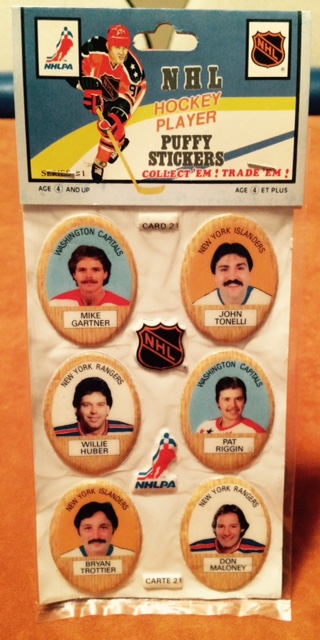 NHLPA
NHL
NHL
HOCKEY
PLAYER
PUFFY
STICKERS
SERIES #1
COLLECT 'EM! TRADE 'EM!
AGE 4 AND UP
AGE 4 ET PLUS
CARD 21
WASHINGTON CAPITALS
MIKE
GARTNER
NEW YORK ISLANDERS
JOHN
TONELLI
NHL
NEW YORK RANGERS
WILLIE
HUBER
WASHINGTON CAPITALS
PAT
RIGGIN
NHLPA
NEW YORK ISLANDERS
BRYAN
TROTTIER
NEW YORK RANGERS
DON
MALONEY
CARTE 21